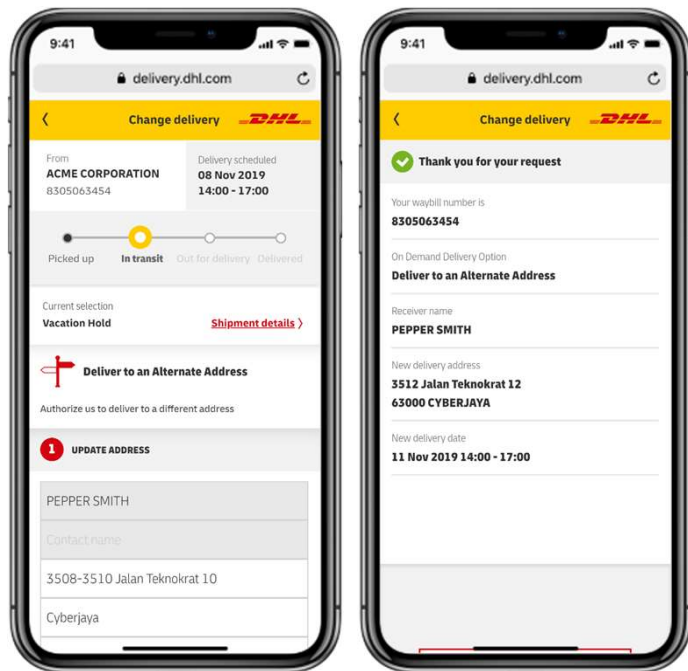 9:41
delivery.dhl.com
Change delivery
DHL
From
ACME CORPORATION
8305063454
Delivery scheduled
08 Nov 2019
14:00 - 17:00
Picked up
In transit
Out for delivery
Delivered
Current selection
Vacation Hold
Shipment details
Deliver to an Alternate Address
Authorize us to deliver to a different address
1 UPDATE ADDRESS
PEPPER SMITH
Contact name
3508-3510 Jalan Teknokrat 10
Cyberjaya
9:41
delivery.dhl.com
Change delivery
DHL
Thank you for your request
Your waybill number is
8305063454
On Demand Delivery Option
Deliver to an Alternate Address
Receiver name
PEPPER SMITH
New delivery address
3512 Jalan Teknokrat 12
63000 CYBERJAYA
New delivery date
11 Nov 2019 14:00 - 17:00